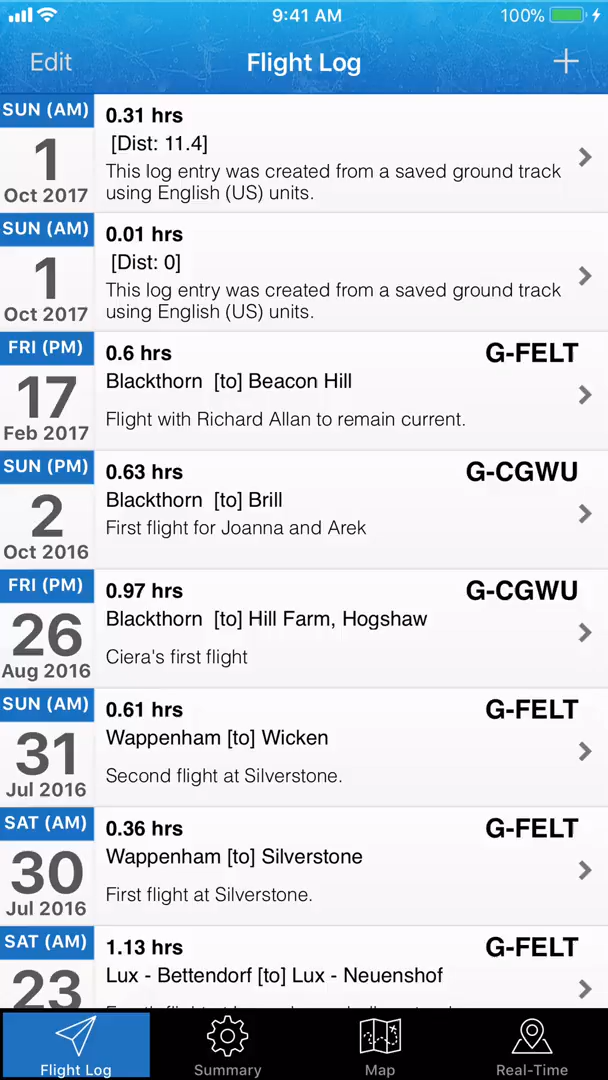 9:41 AM
100%
Edit
Flight Log
SUN (AM)
1
Oct 2017
0.31 hrs
[Dist: 11.4]
This log entry was created from a saved ground track
using English (US) units.
SUN (AM)
1
Oct 2017
0.01 hrs
[Dist: 0]
This log entry was created from a saved ground track
using English (US) units.
FRI (PM)
17
Feb 2017
0.6 hrs
G-FELT
Blackthorn [to] Beacon Hill
Flight with Richard Allan to remain current.
SUN (PM)
2
Oct 2016
0.63 hrs
G-CGWU
Blackthorn [to] Brill
First flight for Joanna and Arek
FRI (PM)
26
Aug 2016
0.97 hrs
G-CGWU
Blackthorn [to] Hill Farm, Hogshaw
Ciera's first flight
SUN (AM)
31
Jul 2016
0.61 hrs
G-FELT
Wappenham [to] Wicken
Second flight at Silverstone.
SAT (AM)
30
Jul 2016
0.36 hrs
G-FELT
Wappenham [to] Silverstone
First flight at Silverstone.
SAT (AM)
23
1.13 hrs
G-FELT
Lux - Bettendorf [to] Lux - Neuenshof
Flight Log
Summary
Map
Real-Time